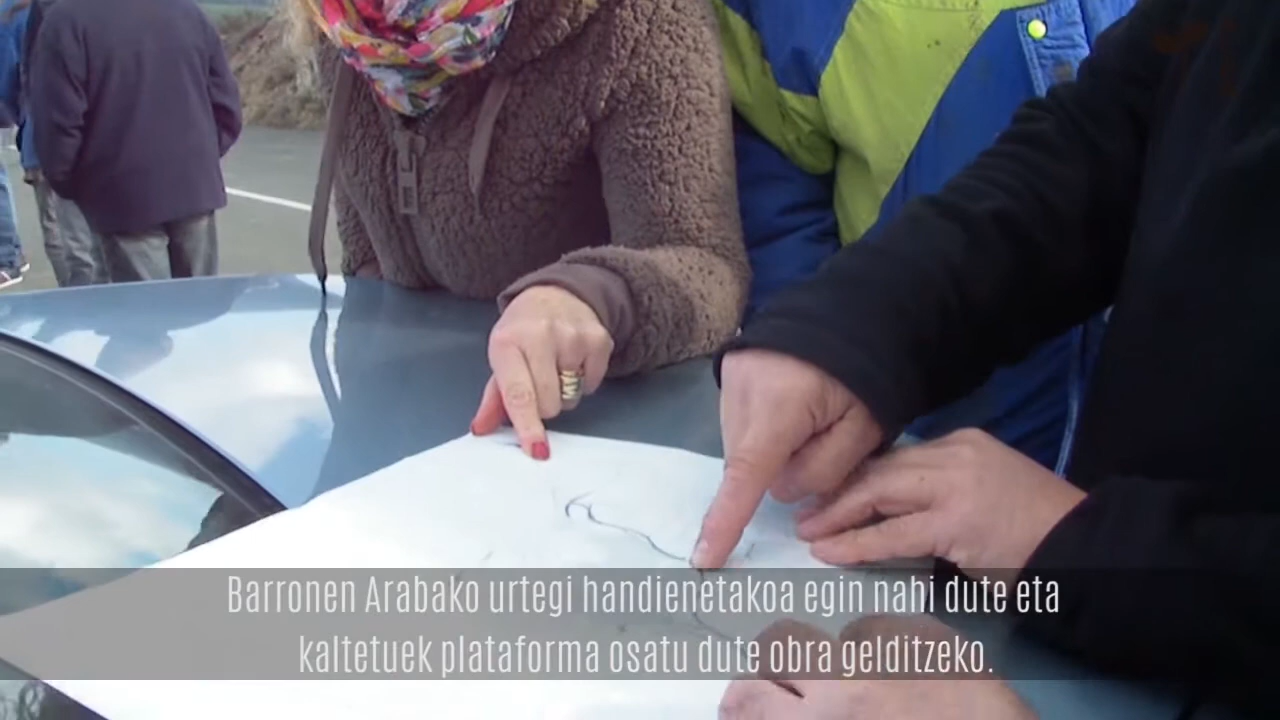 Barronen Arabako urtegi handienetakoa egin nahi dute eta
kaltetuek plataforma osatu dute obra gelditzeko.